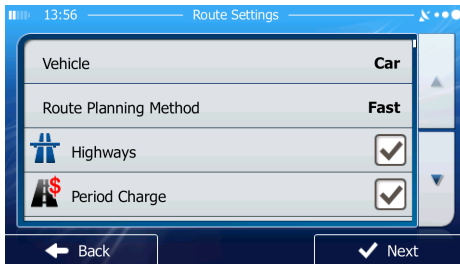 13:56 Route Settings
Vehicle Car
Route Planning Method Fast
Highways
$ Period Charge
Back Next